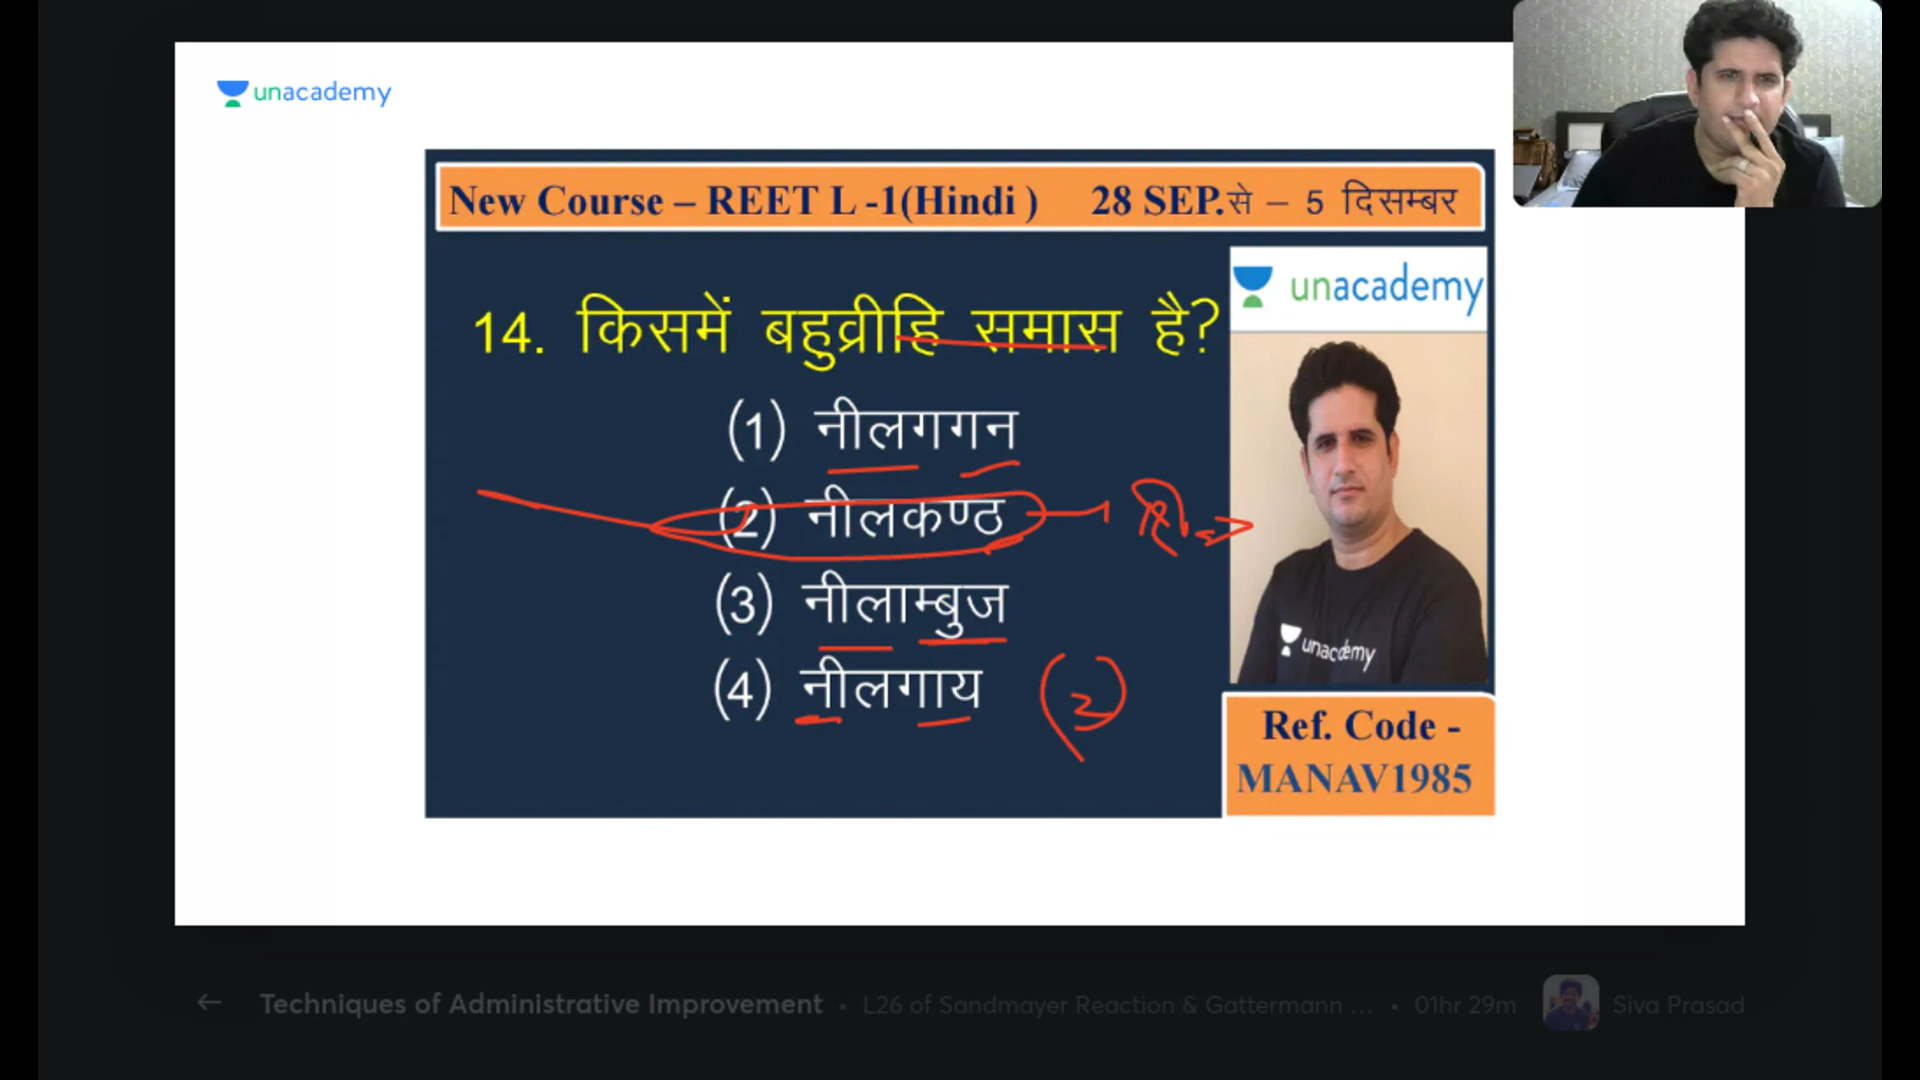 unacademy
New Course – REET L -1(Hindi ) 28 SEP.से – 5 दिसम्बर
unacademy
14. किसमें बहुव्रीहि समास है?
(1) नीलगगन
(2) नीलकण्ठ
(3) नीलाम्बुज
(4) नीलगाय (2)
unacademy
Ref. Code -
MANAV1985
Techniques of Administrative Improvement • L26 of Sandmayer Reaction & Gattermann ... • 01hr 29m Siva Prasad